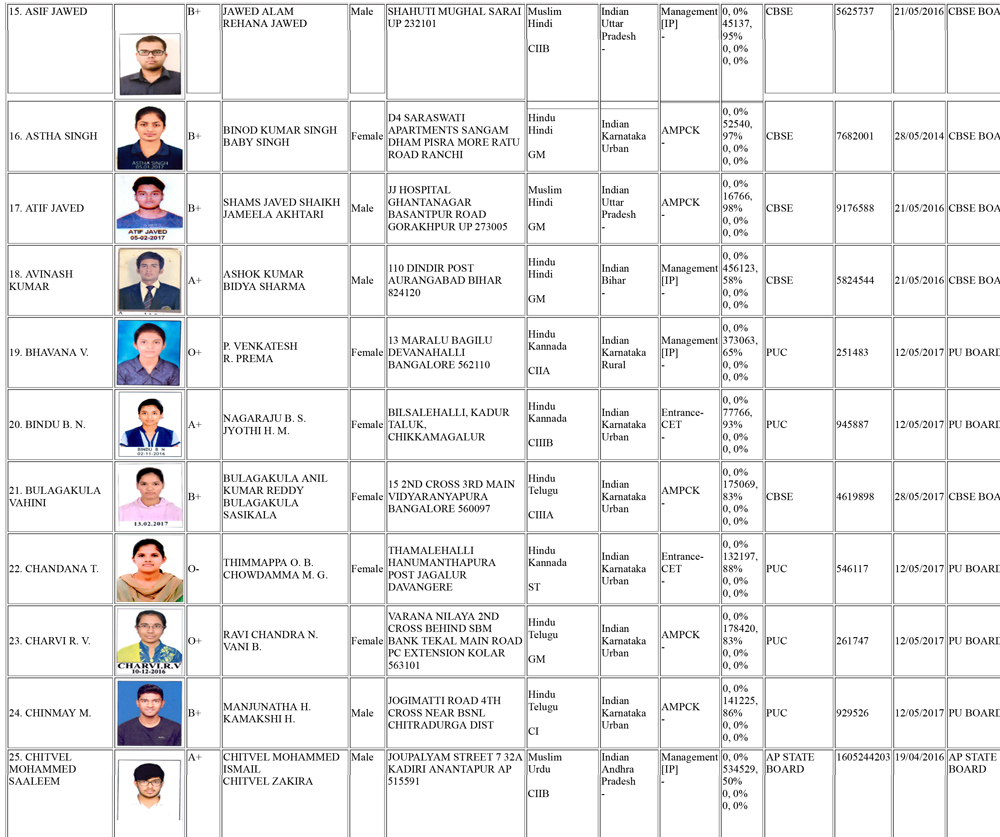 15. ASIF JAWED
B+
JAWED ALAM
REHANA JAWED
Male
SHAHUTI MUGHAL SARAI
UP 232101
Muslim
Hindi
CIIB
Indian
Uttar
Pradesh
-
Management
[IP]
-
0, 0%
45137,
95%
0, 0%
0, 0%
CBSE
5625737
21/05/2016
CBSE BOA
16. ASTHA SINGH
ASTHA SINGH
05-01-2017
B+
BINOD KUMAR SINGH
BABY SINGH
Female
D4 SARASWATI
APARTMENTS SANGAM
DHAM PISRA MORE RATU
ROAD RANCHI
Hindu
Hindi
GM
Indian
Karnataka
Urban
AMPCK
-
0, 0%
52540,
97%
0, 0%
0, 0%
CBSE
7682001
28/05/2014
CBSE BOA
17. ATIF JAVED
ATIF JAVED
05-02-2017
B+
SHAMS JAVED SHAIKH
JAMEELA AKHTARI
Male
JJ HOSPITAL
GHANTANAGAR
BASANTPUR ROAD
GORAKHPUR UP 273005
Muslim
Hindi
GM
Indian
Uttar
Pradesh
-
AMPCK
-
0, 0%
16766,
98%
0, 0%
0, 0%
CBSE
9176588
21/05/2016
CBSE BOA
18. AVINASH
KUMAR
A+
ASHOK KUMAR
BIDYA SHARMA
Male
110 DINDIR POST
AURANGABAD BIHAR
824120
Hindu
Hindi
GM
Indian
Bihar
-
Management
[IP]
-
0, 0%
456123,
58%
0, 0%
0, 0%
CBSE
5824544
21/05/2016
CBSE BOA
19. BHAVANA V.
O+
P. VENKATESH
R. PREMA
Female
13 MARALU BAGILU
DEVANAHALLI
BANGALORE 562110
Hindu
Kannada
CIIA
Indian
Karnataka
Rural
Management
[IP]
-
0, 0%
373063,
65%
0, 0%
0, 0%
PUC
251483
12/05/2017
PU BOARD
20. BINDU B. N.
BINDU B N
02-11-2016
A+
NAGARAJU B. S.
JYOTHI H. M.
Female
BILSALEHALLI, KADUR
TALUK,
CHIKKAMAGALUR
Hindu
Kannada
CIIIB
Indian
Karnataka
Urban
Entrance-
CET
-
0, 0%
77766,
93%
0, 0%
0, 0%
PUC
945887
12/05/2017
PU BOARD
21. BULAGAKULA
VAHINI
13.02.2017
B+
BULAGAKULA ANIL
KUMAR REDDY
BULAGAKULA
SASIKALA
Female
15 2ND CROSS 3RD MAIN
VIDYARANYAPURA
BANGALORE 560097
Hindu
Telugu
CIIIA
Indian
Karnataka
Urban
AMPCK
-
0, 0%
175069,
83%
0, 0%
0, 0%
CBSE
4619898
28/05/2017
CBSE BOA
22. CHANDANA T.
O-
THIMMAPPA O. B.
CHOWDAMMA M. G.
Female
THAMALEHALLI
HANUMANTHAPURA
POST JAGALUR
DAVANGERE
Hindu
Kannada
ST
Indian
Karnataka
Urban
Entrance-
CET
-
0, 0%
132197,
88%
0, 0%
0, 0%
PUC
546117
12/05/2017
PU BOARD
23. CHARVI R. V.
CHARVI.R.V
10-12-2016
O+
RAVI CHANDRA N.
VANI B.
Female
VARANA NILAYA 2ND
CROSS BEHIND SBM
BANK TEKAL MAIN ROAD
PC EXTENSION KOLAR
563101
Hindu
Telugu
GM
Indian
Karnataka
Urban
AMPCK
-
0, 0%
178420,
83%
0, 0%
0, 0%
PUC
261747
12/05/2017
PU BOARD
24. CHINMAY M.
B+
MANJUNATHA H.
KAMAKSHI H.
Male
JOGIMATTI ROAD 4TH
CROSS NEAR BSNL
CHITRADURGA DIST
Hindu
Telugu
CI
Indian
Karnataka
Urban
AMPCK
-
0, 0%
141225,
86%
0, 0%
0, 0%
PUC
929526
12/05/2017
PU BOARD
25. CHITVEL
MOHAMMED
SAALEEM
A+
CHITVEL MOHAMMED
ISMAIL
CHITVEL ZAKIRA
Male
JOUPALYAM STREET 7 32A
KADIRI ANANTAPUR AP
515591
Muslim
Urdu
CIIB
Indian
Andhra
Pradesh
-
Management
[IP]
-
0, 0%
534529,
50%
0, 0%
0, 0%
AP STATE
BOARD
1605244203
19/04/2016
AP STATE
BOARD